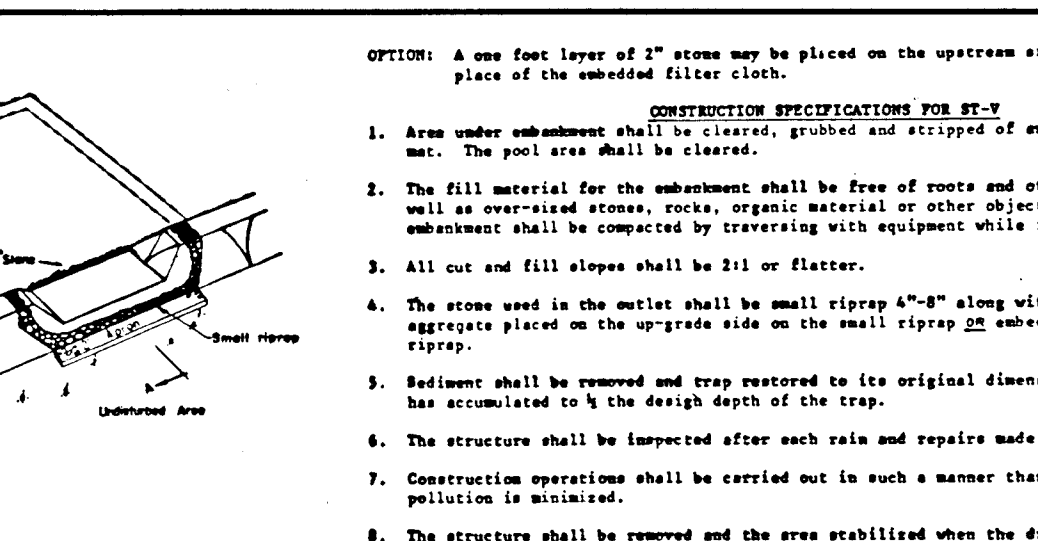 OPTION: A one foot layer of 2" stone may be placed on the upstream
place of the embedded filter cloth.
CONSTRUCTION SPECIFICATIONS FOR ST-V
1. Area under embankment shall be cleared, grubbed and stripped of
mat. The pool area shall be cleared.
2. The fill material for the embankment shall be free of roots and
well as over-sized stones, rocks, organic material or other objec
embankment shall be compacted by traversing with equipment while
3. All cut and fill slopes shall be 2:1 or flatter.
4. The stone used in the outlet shall be small riprap 4"-8" along wi
aggregate placed on the up-grade side on the small riprap OR embe
riprap.
5. Sediment shall be removed and trap restored to its original dimen
has accumulated to ½ the design depth of the trap.
6. The structure shall be inspected after each rain and repairs made
7. Construction operations shall be carried out in such a manner tha
pollution is minimized.
8. The structure shall be removed and the area stabilized when the d
Stone
Apron
Small riprap
A
Undisturbed Area